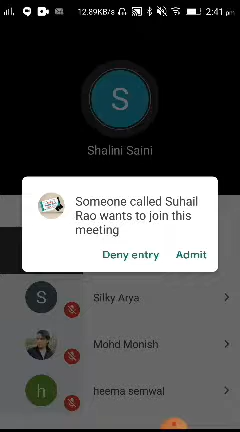 12.89KB/s 2:41 pm
S
Shalini Saini
Someone called Suhail
Rao wants to join this
meeting
Deny entry Admit
S Silky Arya
Mohd Monish
h heema semwal